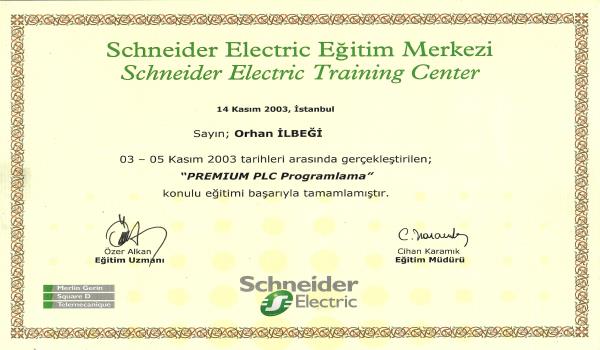 Schneider Electric Eğitim Merkezi
Schneider Electric Training Center
14 Kasım 2003, İstanbul
Sayın; Orhan İLBEĞİ
03 – 05 Kasım 2003 tarihleri arasında gerçekleştirilen;
“PREMIUM PLC Programlama”
konulu eğitimi başarıyla tamamlamıştır.
Özer Alkan
Eğitim Uzmanı
C. Karamık
Cihan Karamık
Eğitim Müdürü
Merlin Gerin
Square D
Telemecanique
Schneider
Electric